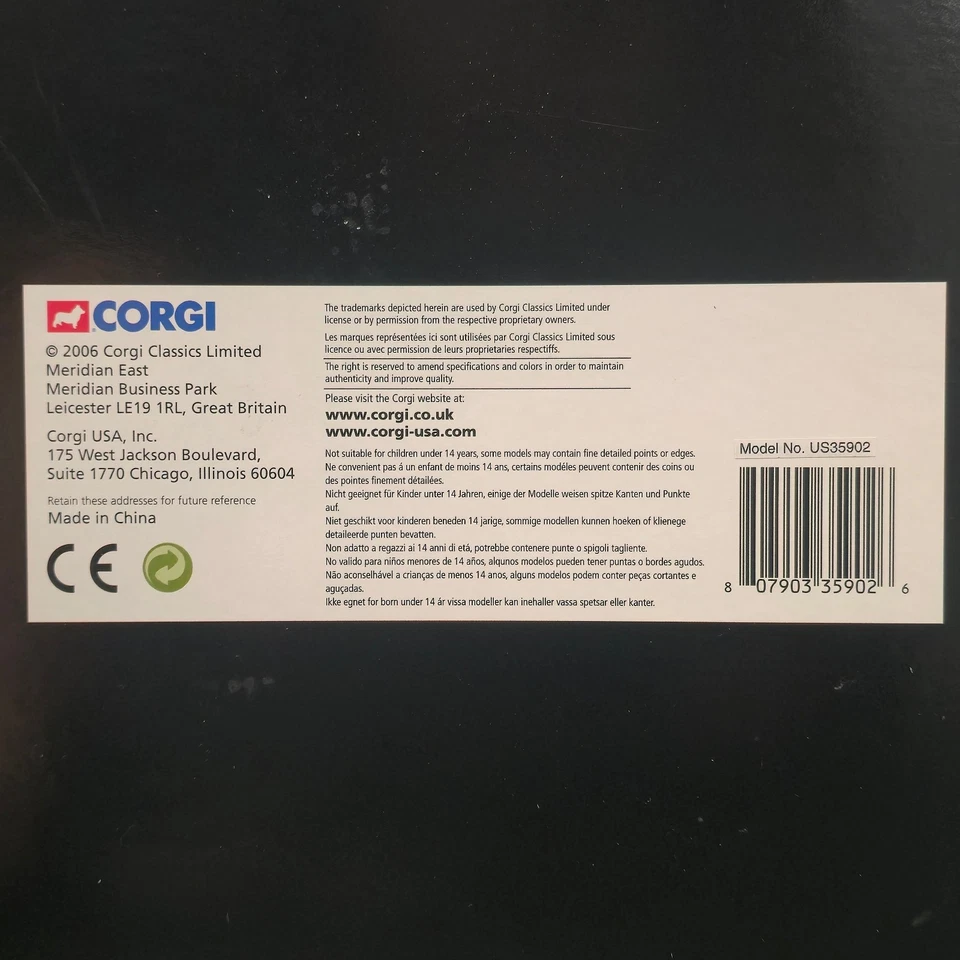 CORGI
© 2006 Corgi Classics Limited
Meridian East
Meridian Business Park
Leicester LE19 1RL, Great Britain
Corgi USA, Inc.
175 West Jackson Boulevard,
Suite 1770 Chicago, Illinois 60604
Retain these addresses for future reference
Made in China
CE
The trademarks depicted herein are used by Corgi Classics Limited under
license or by permission from the respective proprietary owners.
Les marques représentées ici sont utilisées par Corgi Classics Limited sous
licence ou avec permission de leurs proprietaries respectiffs.
The right is reserved to amend specifications and colors in order to maintain
authenticity and improve quality.
Please visit the Corgi website at:
www.corgi.co.uk
www.corgi-usa.com
Not suitable for children under 14 years, some models may contain fine detailed points or edges.
Ne convenient pas á un enfant de moins 14 ans, certains modéles peuvent contenir des coins ou
des pointes finement détailées.
Nicht geeignet für Kinder unter 14 Jahren, einige der Modelle weisen spitze Kanten und Punkte
auf.
Niet geschikt voor kinderen beneden 14 jarige, sommige modellen kunnen hoeken of klienege
detaileerde punten bevatten.
Non adatto a regazzi ai 14 anni di etá, potrebbe contenere punte o spigoli tagliente.
No valido para niños menores de 14 años, alqunos modelos pueden tener puntas o bordes agudos.
Não aconselhável a crianças de menos 14 anos, alguns modelos podem conter peças cortantes e
aguçadas.
Ikke egnet for born under 14 ár vissa modeller kan inehaller vassa spetsar eller kanter.
Model No. US35902
8 07903 35902 6